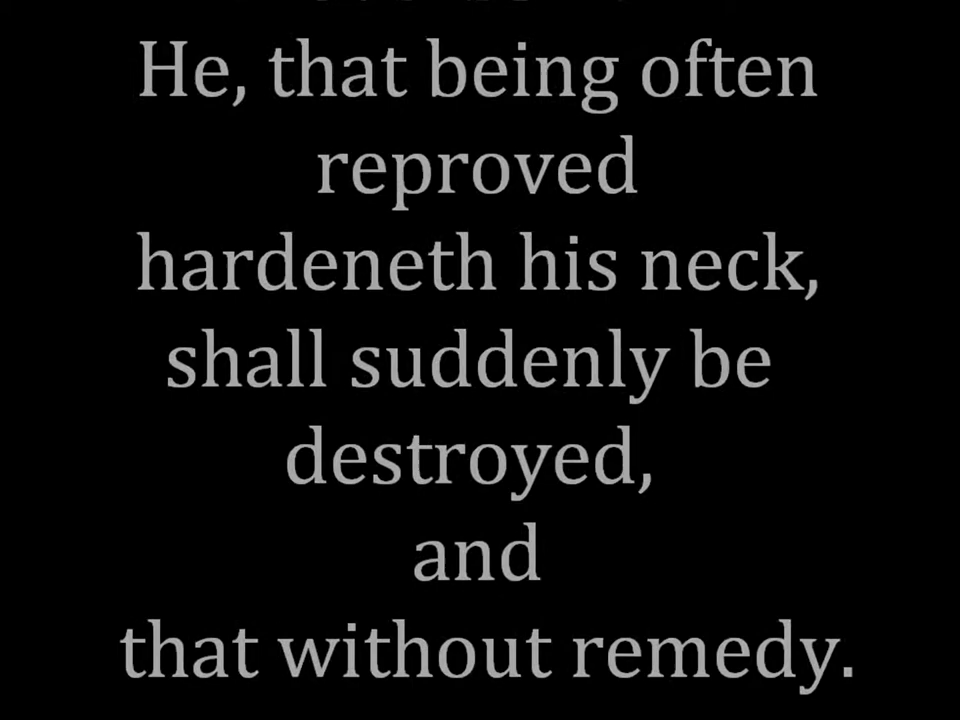 He, that being often
reproved
hardeneth his neck,
shall suddenly be
destroyed,
and
that without remedy.